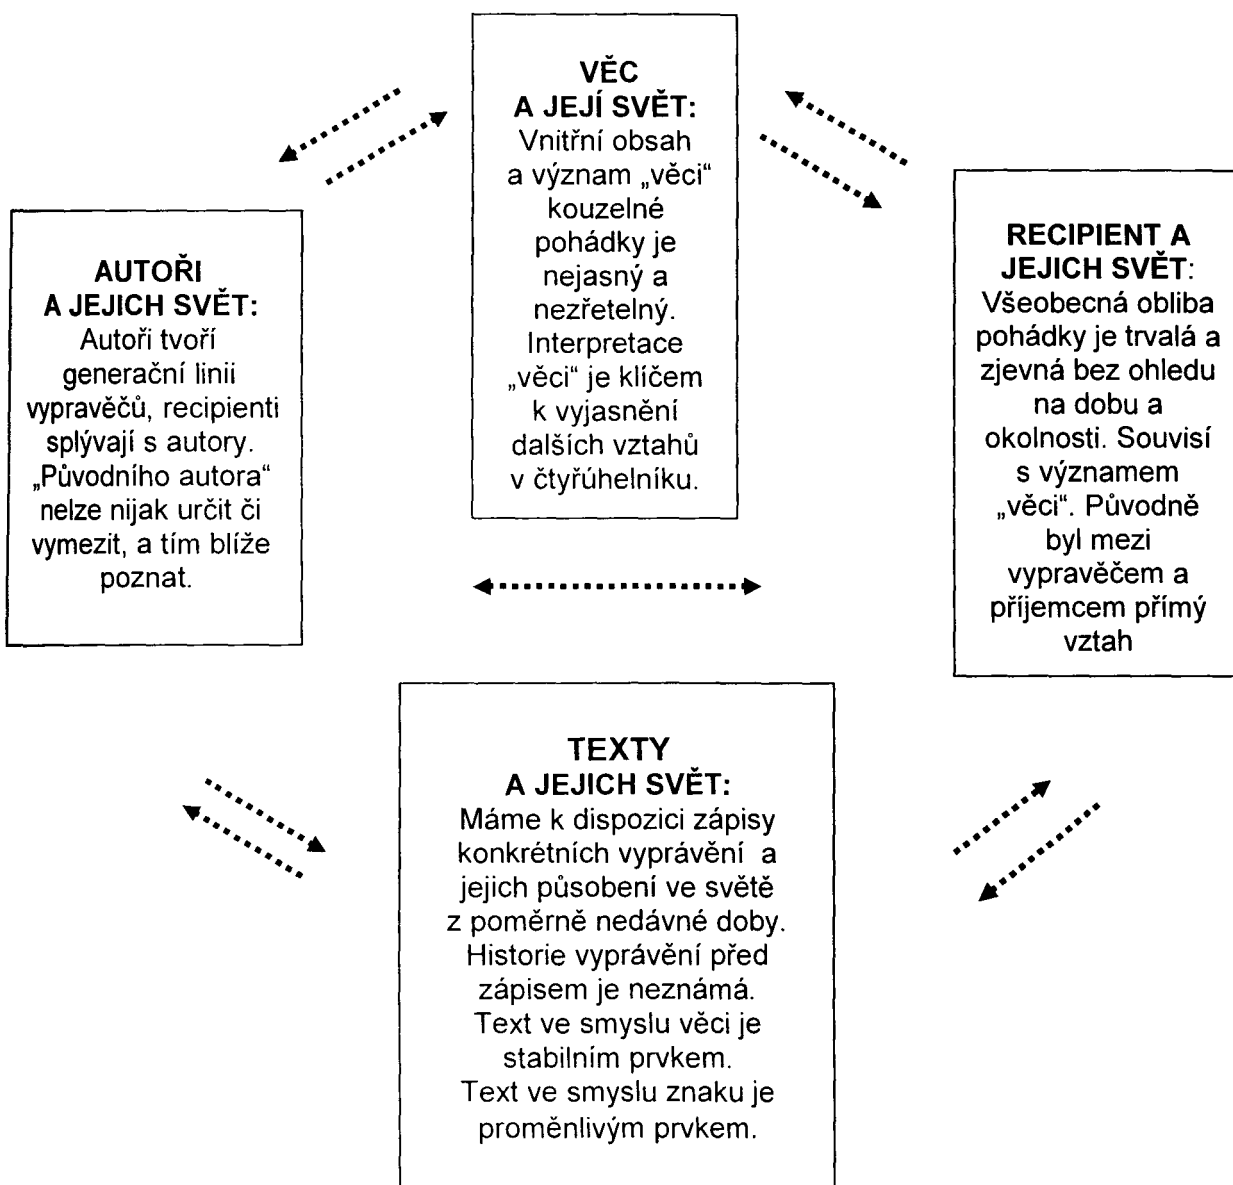 VĚC
A JEJÍ SVĚT:
Vnitřní obsah
a význam „věci“
kouzelné
pohádky je
nejasný a
nezřetelný.
Interpretace
„věci“ je klíčem
k vyjasnění
dalších vztahů
v čtyřúhelníku.
AUTOŘI
A JEJICH SVĚT:
Autoři tvoří
generační linii
vypravěčů, recipienti
splývají s autory.
„Původního autora“
nelze nijak určit či
vymezit, a tím blíže
poznat.
RECIPIENT A
JEJICH SVĚT:
Všeobecná obliba
pohádky je trvalá a
zjevná bez ohledu
na dobu a
okolnosti. Souvisí
s významem
„věci“. Původně
byl mezi
vypravěčem a
příjemcem přímý
vztah
TEXTY
A JEJICH SVĚT:
Máme k dispozici zápisy
konkrétních vyprávění a
jejich působení ve světě
z poměrně nedávné doby.
Historie vyprávění před
zápisem je neznámá.
Text ve smyslu věci je
stabilním prvkem.
Text ve smyslu znaku je
proměnlivým prvkem.